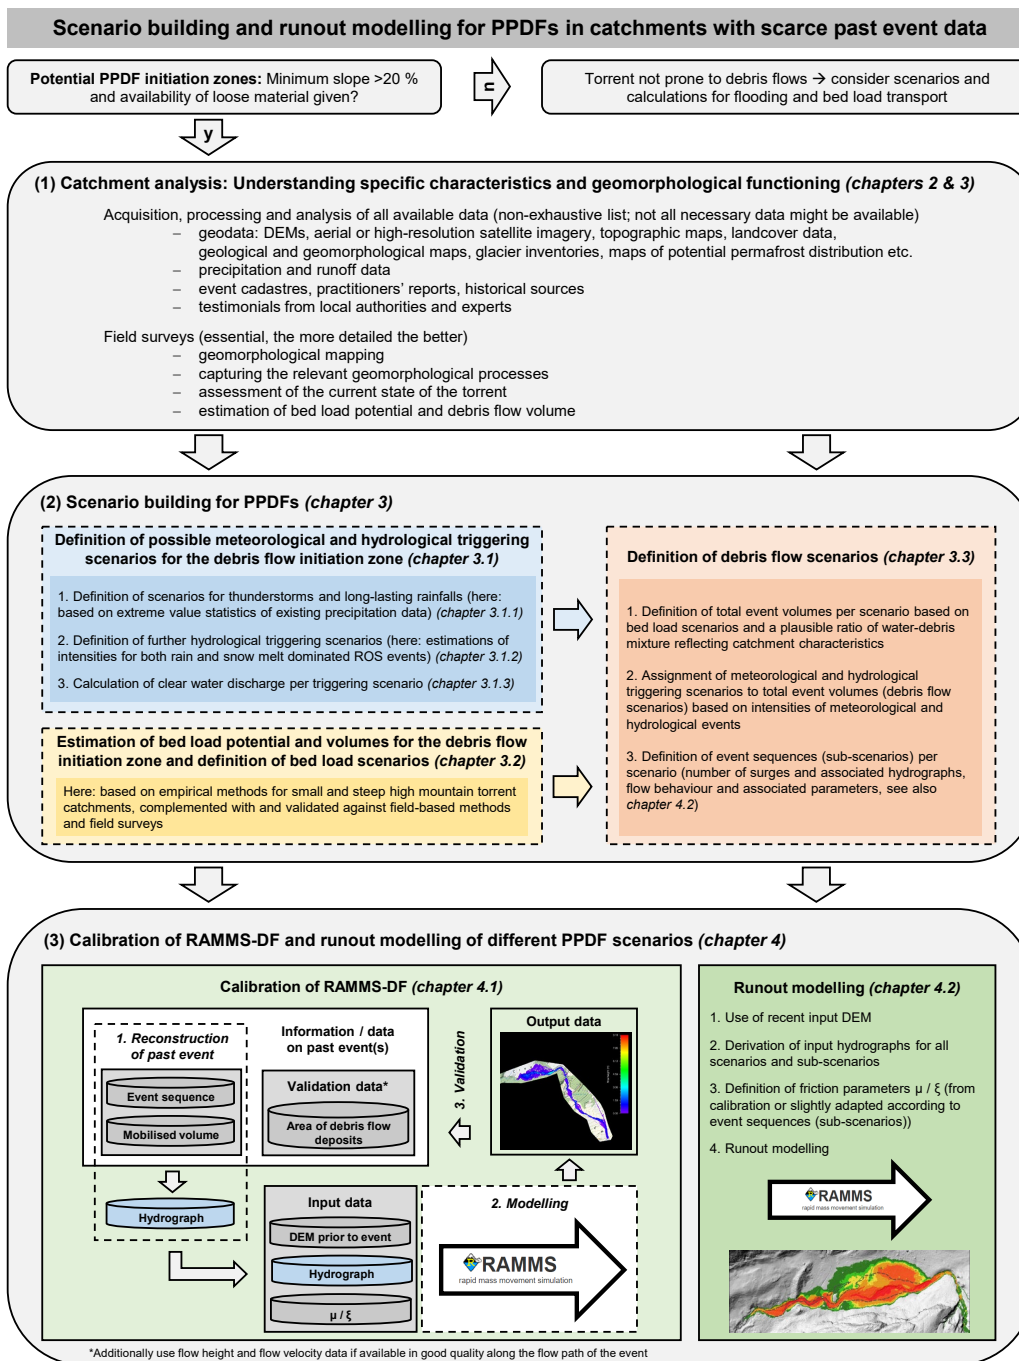 Scenario building and runout modelling for PPDFs in catchments with scarce past event data
Potential PPDF initiation zones: Minimum slope >20 %
and availability of loose material given?
n
Torrent not prone to debris flows → consider scenarios and
calculations for flooding and bed load transport
y
(1) Catchment analysis: Understanding specific characteristics and geomorphological functioning (chapters 2 & 3)
Acquisition, processing and analysis of all available data (non-exhaustive list; not all necessary data might be available)
– geodata: DEMs, aerial or high-resolution satellite imagery, topographic maps, landcover data,
geological and geomorphological maps, glacier inventories, maps of potential permafrost distribution etc.
– precipitation and runoff data
– event cadastres, practitioners' reports, historical sources
– testimonials from local authorities and experts
Field surveys (essential, the more detailed the better)
– geomorphological mapping
– capturing the relevant geomorphological processes
– assessment of the current state of the torrent
– estimation of bed load potential and debris flow volume
(2) Scenario building for PPDFs (chapter 3)
Definition of possible meteorological and hydrological triggering
scenarios for the debris flow initiation zone (chapter 3.1)
1. Definition of scenarios for thunderstorms and long-lasting rainfalls (here:
based on extreme value statistics of existing precipitation data) (chapter 3.1.1)
2. Definition of further hydrological triggering scenarios (here: estimations of
intensities for both rain and snow melt dominated ROS events) (chapter 3.1.2)
3. Calculation of clear water discharge per triggering scenario (chapter 3.1.3)
Estimation of bed load potential and volumes for the debris flow
initiation zone and definition of bed load scenarios (chapter 3.2)
Here: based on empirical methods for small and steep high mountain torrent
catchments, complemented with and validated against field-based methods
and field surveys
Definition of debris flow scenarios (chapter 3.3)
1. Definition of total event volumes per scenario based on
bed load scenarios and a plausible ratio of water-debris
mixture reflecting catchment characteristics
2. Assignment of meteorological and hydrological
triggering scenarios to total event volumes (debris flow
scenarios) based on intensities of meteorological and
hydrological events
3. Definition of event sequences (sub-scenarios) per
scenario (number of surges and associated hydrographs,
flow behaviour and associated parameters, see also
chapter 4.2)
(3) Calibration of RAMMS-DF and runout modelling of different PPDF scenarios (chapter 4)
Calibration of RAMMS-DF (chapter 4.1)
1. Reconstruction
of past event
Event sequence
Mobilised volume
Hydrograph
Information / data
on past event(s)
Validation data*
Area of debris flow
deposits
3. Validation
Output data
Input data
DEM prior to event
Hydrograph
μ / ξ
2. Modelling
RAMMS
rapid mass movement simulation
Runout modelling (chapter 4.2)
1. Use of recent input DEM
2. Derivation of input hydrographs for all
scenarios and sub-scenarios
3. Definition of friction parameters μ / ξ (from
calibration or slightly adapted according to
event sequences (sub-scenarios))
4. Runout modelling
RAMMS
rapid mass movement simulation
*Additionally use flow height and flow velocity data if available in good quality along the flow path of the event